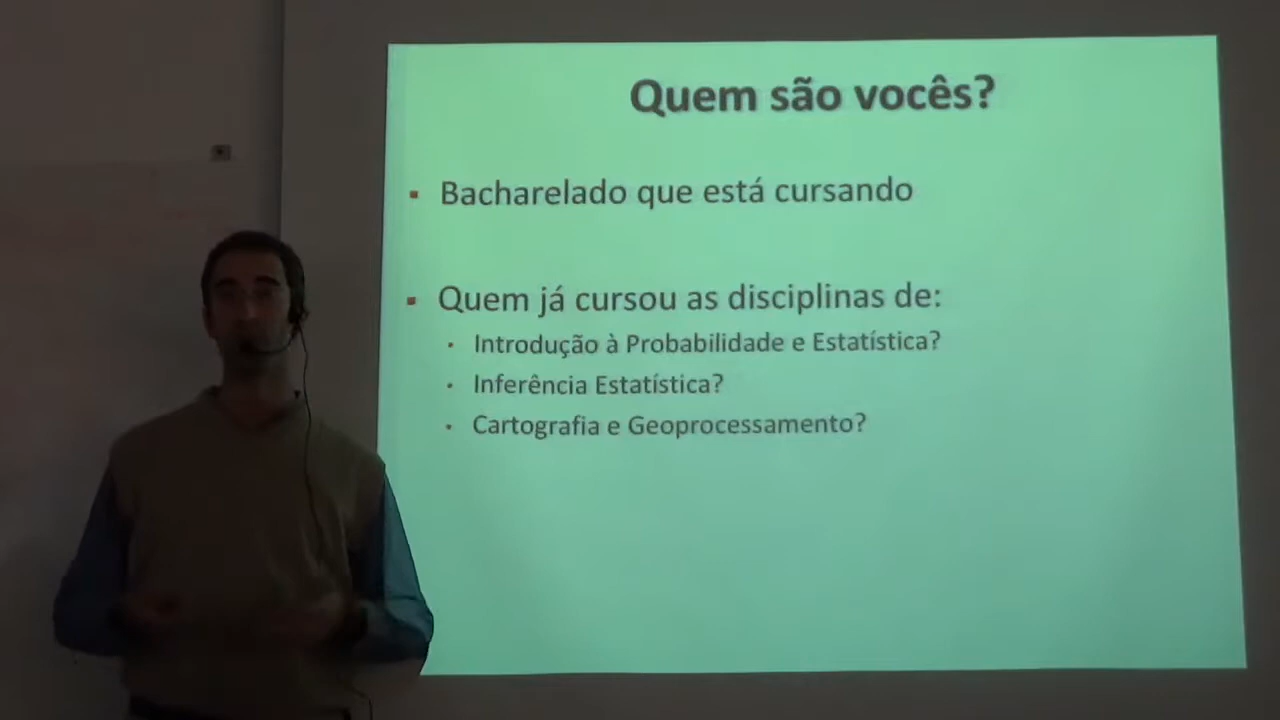 Quem são vocês?
Bacharelado que está cursando
Quem já cursou as disciplinas de:
Introdução à Probabilidade e Estatística?
Inferência Estatística?
Cartografia e Geoprocessamento?